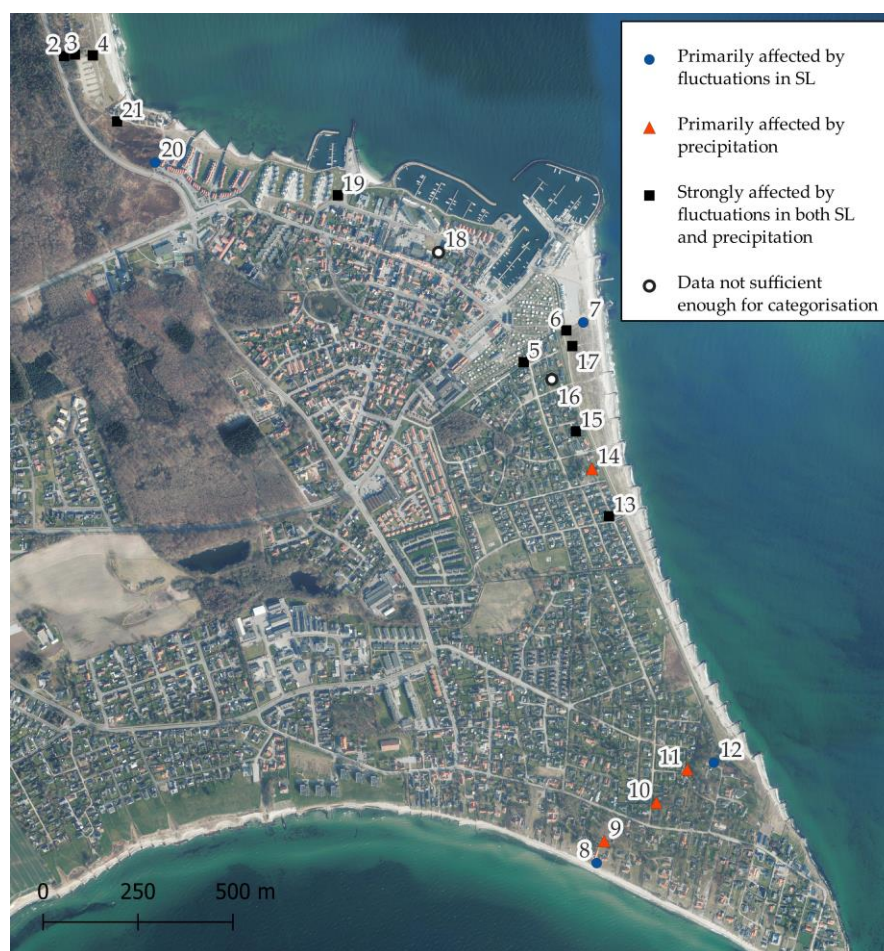 2 3 4
21
20
19
18
7
6
17
5
16
15
14
13
12
11
10
9
8
0 250 500 m
Primarily affected by
fluctuations in SL
Primarily affected by
precipitation
Strongly affected by
fluctuations in both SL
and precipitation
Data not sufficient
enough for categorisation